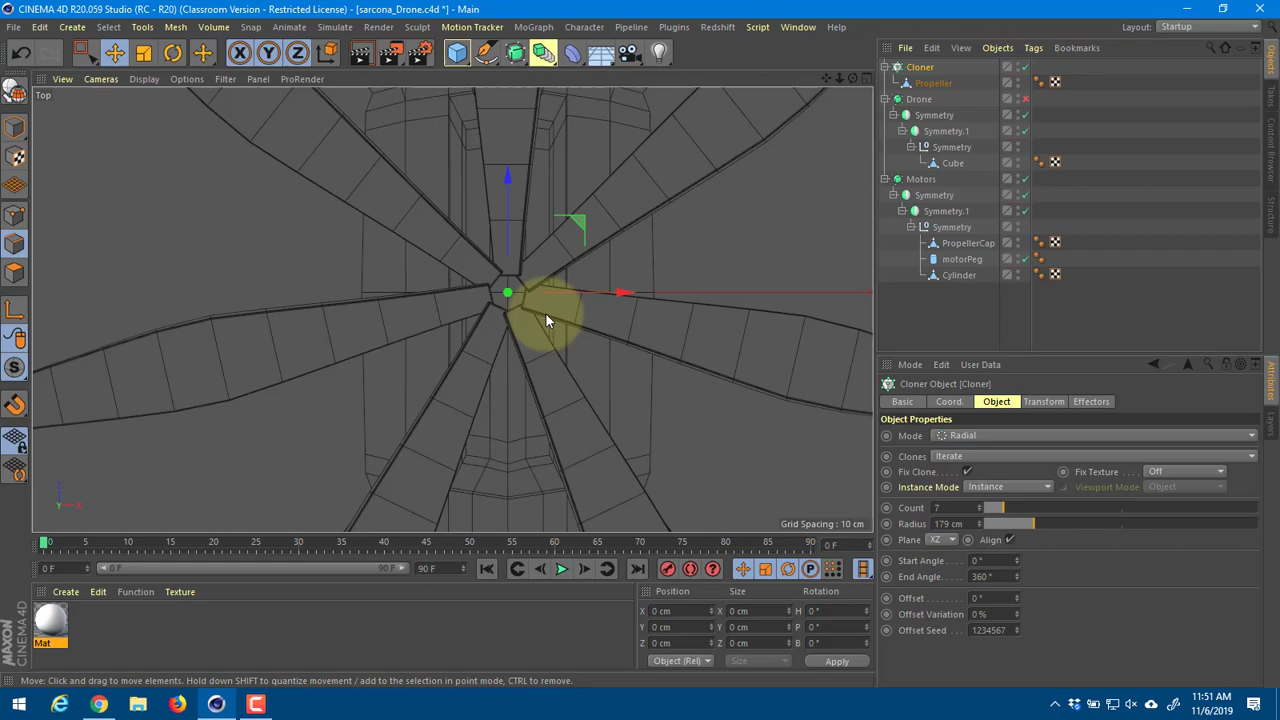 CINEMA 4D R20.059 Studio (RC - R20) (Classroom Version - Restricted License) - [sarcona_Drone.c4d *] - Main
File Edit Create Select Tools Mesh Volume Snap Animate Simulate Render Sculpt Motion Tracker MoGraph Character Pipeline Plugins Redshift Script Window Help Layout: Startup
X Y Z
File Edit View Objects Tags Bookmarks
View Cameras Display Options Filter Panel ProRender
Top
Cloner
Propeller
Drone
Symmetry
Symmetry.1
Symmetry
Cube
Motors
Symmetry
Symmetry.1
Symmetry
PropellerCap
motorPeg
Cylinder
Objects
Takes
Content Browser
Structure
Mode Edit User Data
Cloner Object [Cloner]
Basic Coord. Object Transform Effectors
Object Properties
Mode Radial
Clones Iterate
Fix Clone Fix Texture Off
Instance Mode Instance Viewport Mode Object
Count 7
Radius 179 cm
Plane XZ Align
Start Angle 0 °
End Angle 360 °
Offset 0 °
Offset Variation 0 %
Offset Seed 1234567
Attributes
Layers
Z
Y X
Grid Spacing : 10 cm
0 5 10 15 20 25 30 35 40 45 50 55 60 65 70 75 80 85 90 0 F
0 F 0 F 90 F 90 F
Create Edit Function Texture
Mat
Position Size Rotation
X 0 cm X 0 cm H 0 °
Y 0 cm Y 0 cm P 0 °
Z 0 cm Z 0 cm B 0 °
Object (Rel) Size Apply
MAXON CINEMA 4D
Move: Click and drag to move elements. Hold down SHIFT to quantize movement / add to the selection in point mode, CTRL to remove.
11:51 AM
11/6/2019